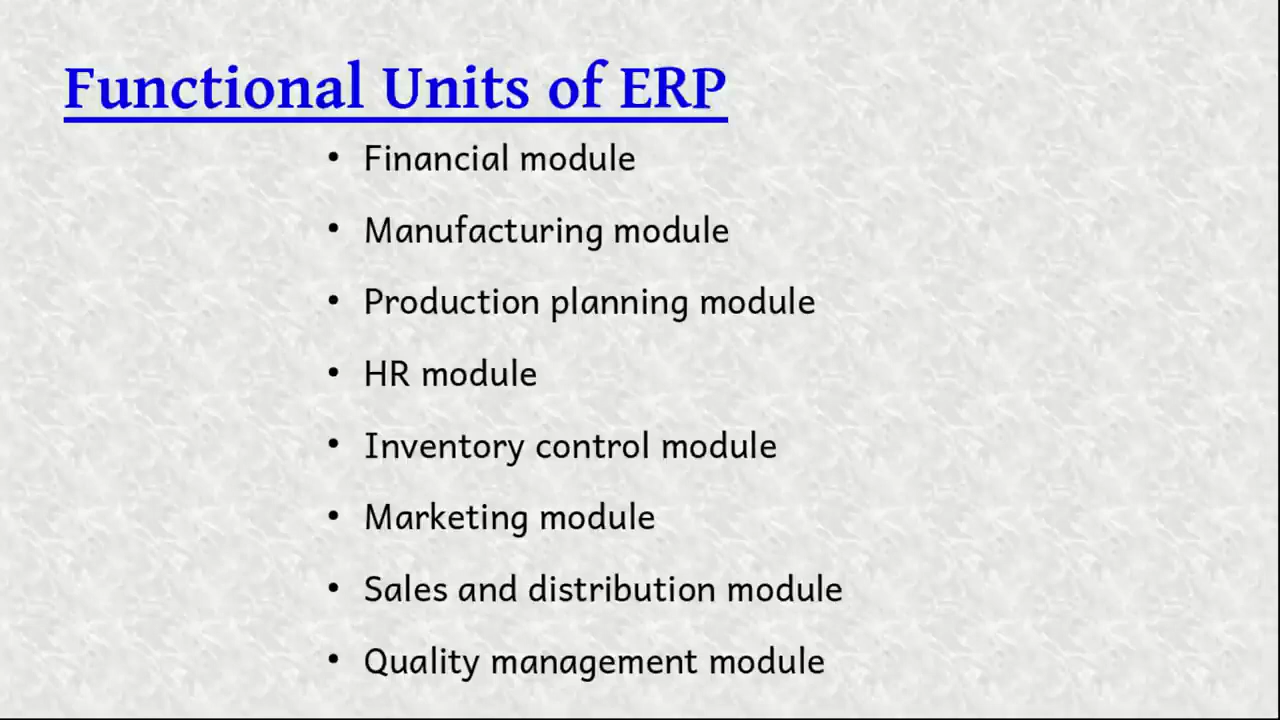 Functional Units of ERP
• Financial module
• Manufacturing module
• Production planning module
• HR module
• Inventory control module
• Marketing module
• Sales and distribution module
• Quality management module